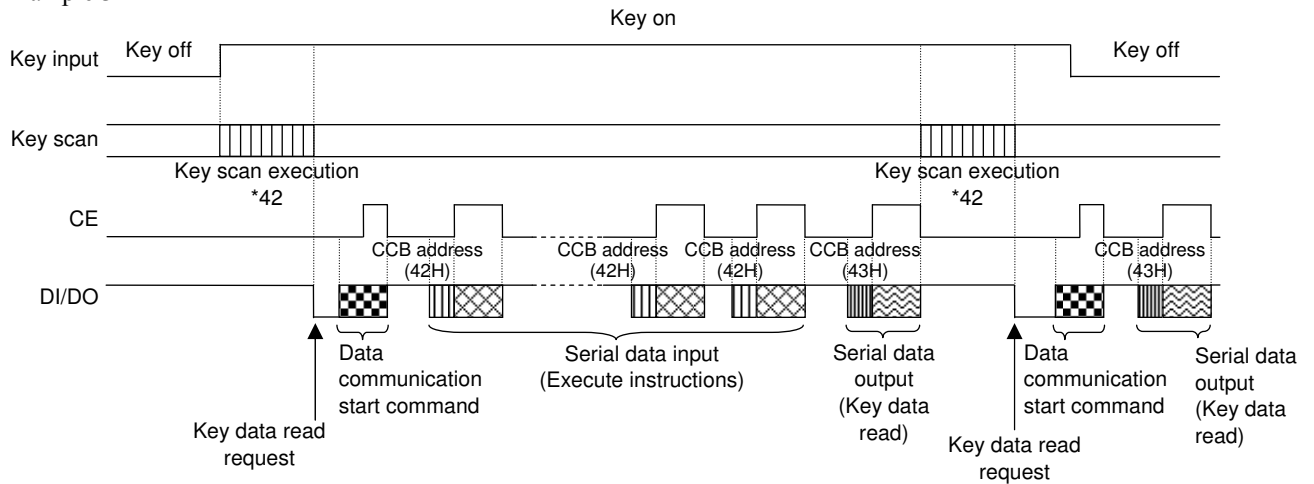 Key on
Key input
Key off
Key off
Key scan
Key scan execution
*42
Key scan execution
*42
CE
CCB address
(42H)
CCB address
(42H)
CCB address
(42H)
CCB address
(43H)
CCB address
(43H)
DI/DO
Data
communication
start command
Serial data input
(Execute instructions)
Serial data
output
(Key data
read)
Data
communication
start command
Serial data
output
(Key data
read)
Key data read
request
Key data read
request